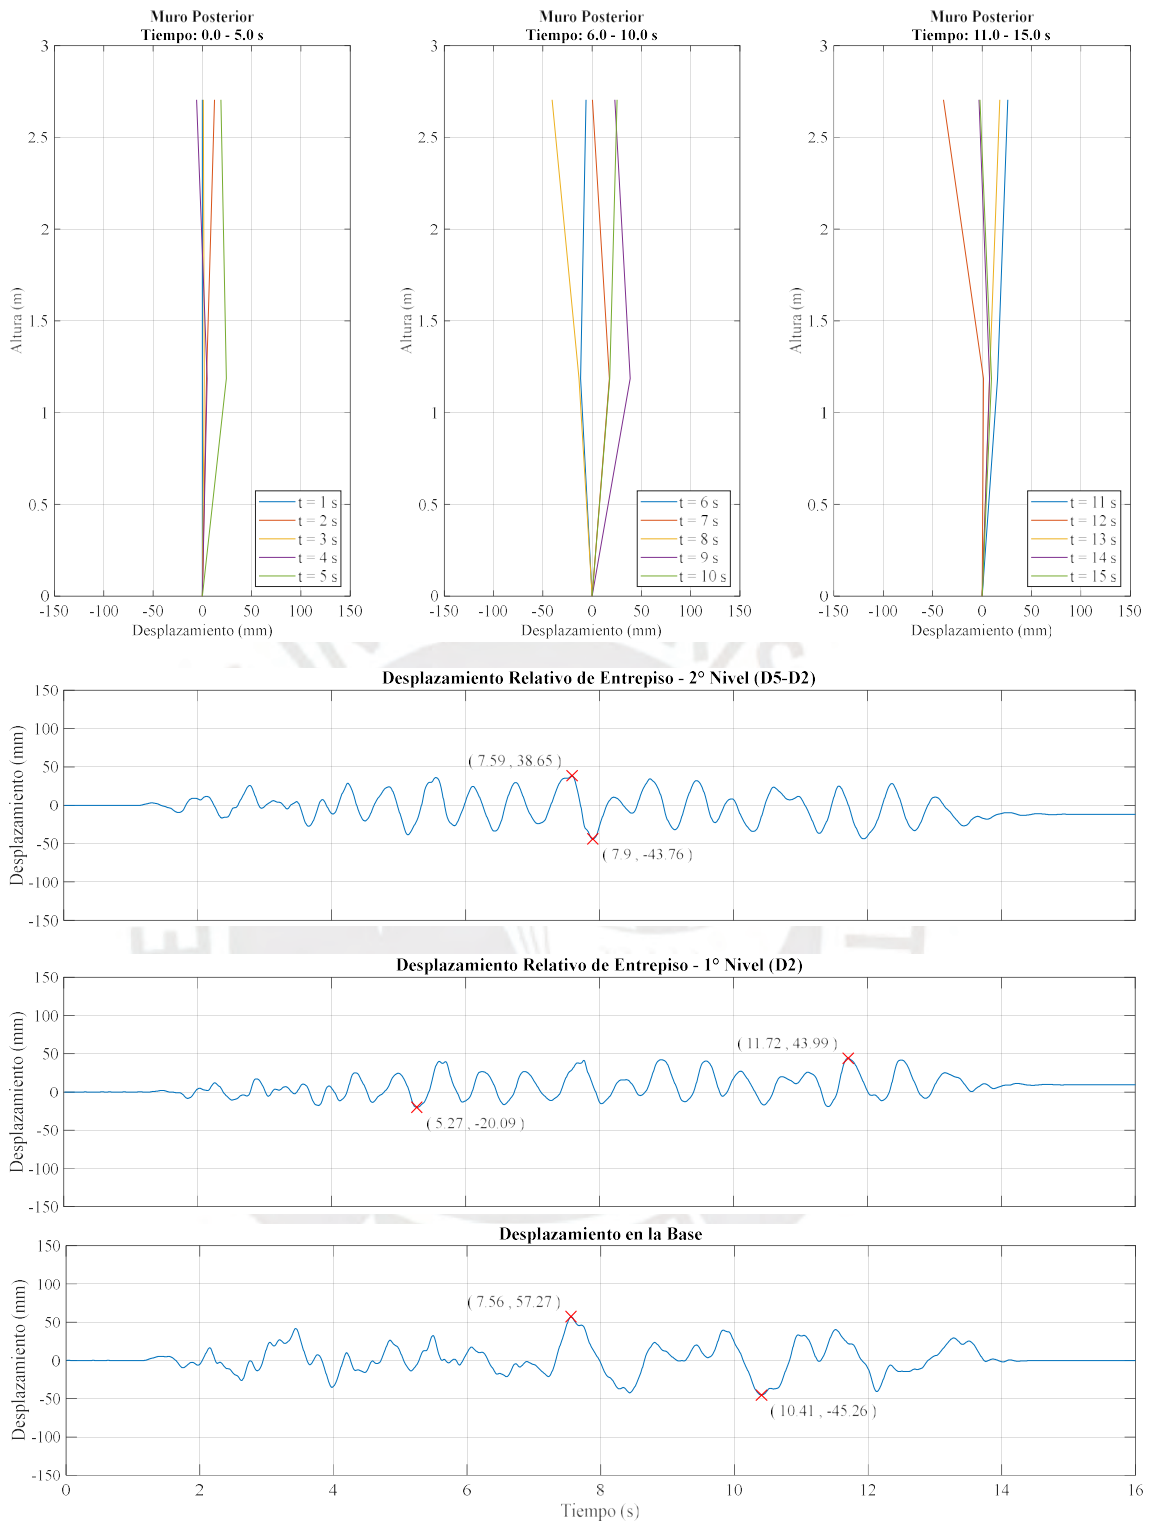 Muro Posterior
Tiempo: 0.0 - 5.0 s
3
2.5
2
1.5
1
0.5
0
Altura (m)
-150 -100 -50 0 50 100 150
Desplazamiento (mm)
t = 1 s
t = 2 s
t = 3 s
t = 4 s
t = 5 s
Muro Posterior
Tiempo: 6.0 - 10.0 s
3
2.5
2
1.5
1
0.5
0
Altura (m)
-150 -100 -50 0 50 100 150
Desplazamiento (mm)
t = 6 s
t = 7 s
t = 8 s
t = 9 s
t = 10 s
Muro Posterior
Tiempo: 11.0 - 15.0 s
3
2.5
2
1.5
1
0.5
0
Altura (m)
-150 -100 -50 0 50 100 150
Desplazamiento (mm)
t = 11 s
t = 12 s
t = 13 s
t = 14 s
t = 15 s
Desplazamiento Relativo de Entrepiso - 2° Nivel (D5-D2)
150
100
50
0
-50
-100
-150
Desplazamiento (mm)
( 7.59 , 38.65 )
( 7.9 , -43.76 )
Desplazamiento Relativo de Entrepiso - 1° Nivel (D2)
150
100
50
0
-50
-100
-150
Desplazamiento (mm)
( 11.72 , 43.99 )
( 5.27 , -20.09 )
Desplazamiento en la Base
150
100
50
0
-50
-100
-150
Desplazamiento (mm)
( 7.56 , 57.27 )
( 10.41 , -45.26 )
0 2 4 6 8 10 12 14 16
Tiempo (s)